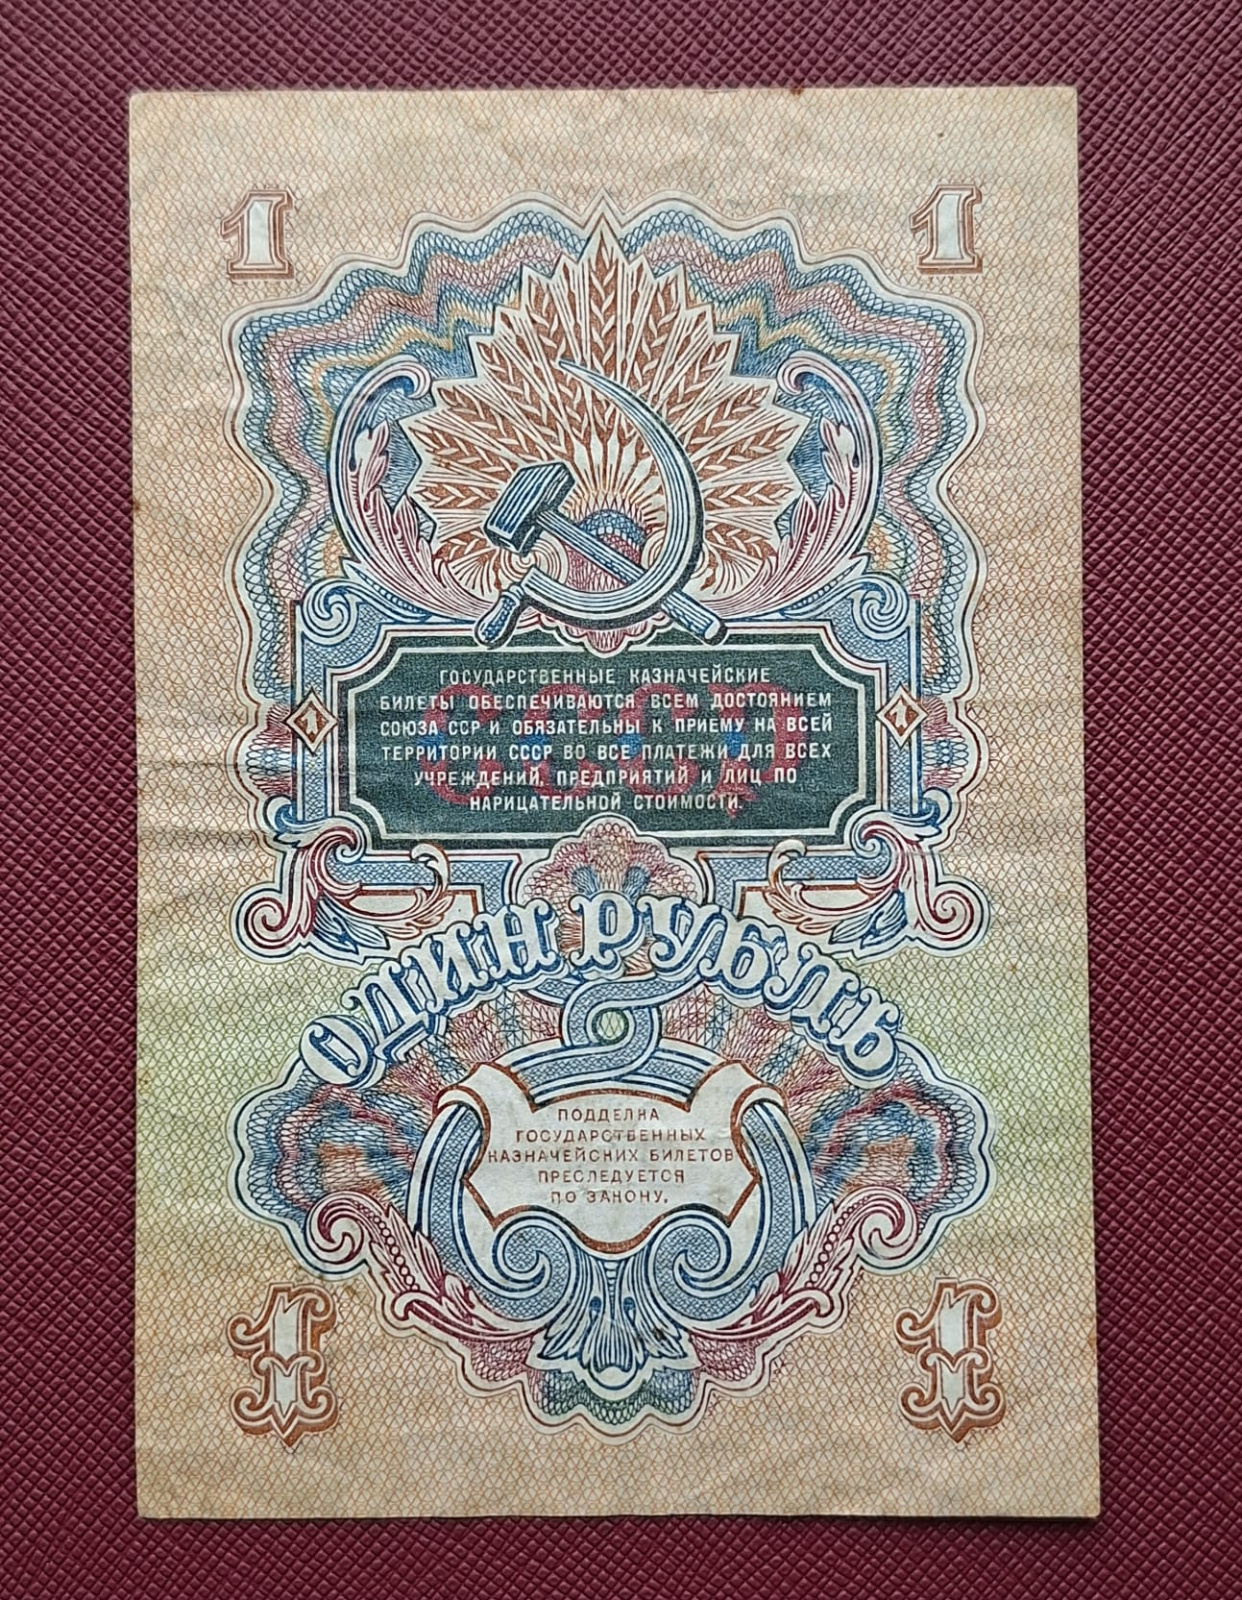 1 1
ГОСУДАРСТВЕННЫЕ КАЗНАЧЕЙСКИЕ
БИЛЕТЫ ОБЕСПЕЧИВАЮТСЯ ВСЕМ ДОСТОЯНИЕМ
СОЮЗА ССР И ОБЯЗАТЕЛЬНЫ К ПРИЕМУ НА ВСЕЙ
ТЕРРИТОРИИ СССР ВО ВСЕ ПЛАТЕЖИ ДЛЯ ВСЕХ
УЧРЕЖДЕНИЙ, ПРЕДПРИЯТИЙ И ЛИЦ ПО
НАРИЦАТЕЛЬНОЙ СТОИМОСТИ.
СССР
1 1
ОДИН РУБЛЬ
ПОДДЕЛКА
ГОСУДАРСТВЕННЫХ
КАЗНАЧЕЙСКИХ БИЛЕТОВ
ПРЕСЛЕДУЕТСЯ
ПО ЗАКОНУ.
1 1